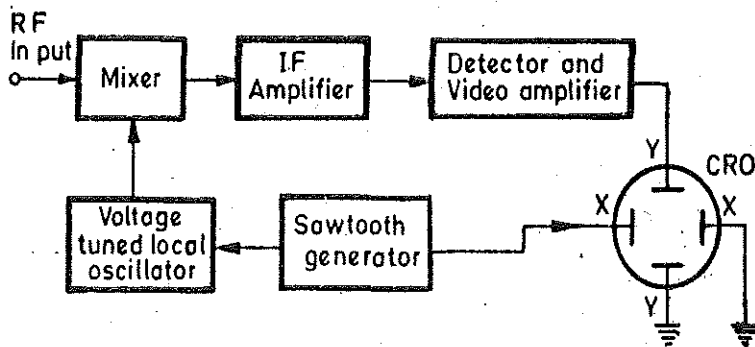 RF
In put
Mixer
I.F
Amplifier
Detector and
Video amplifier
Y
CRO
X
X
Voltage
tuned local
oscillator
Sawtooth
generator
Y